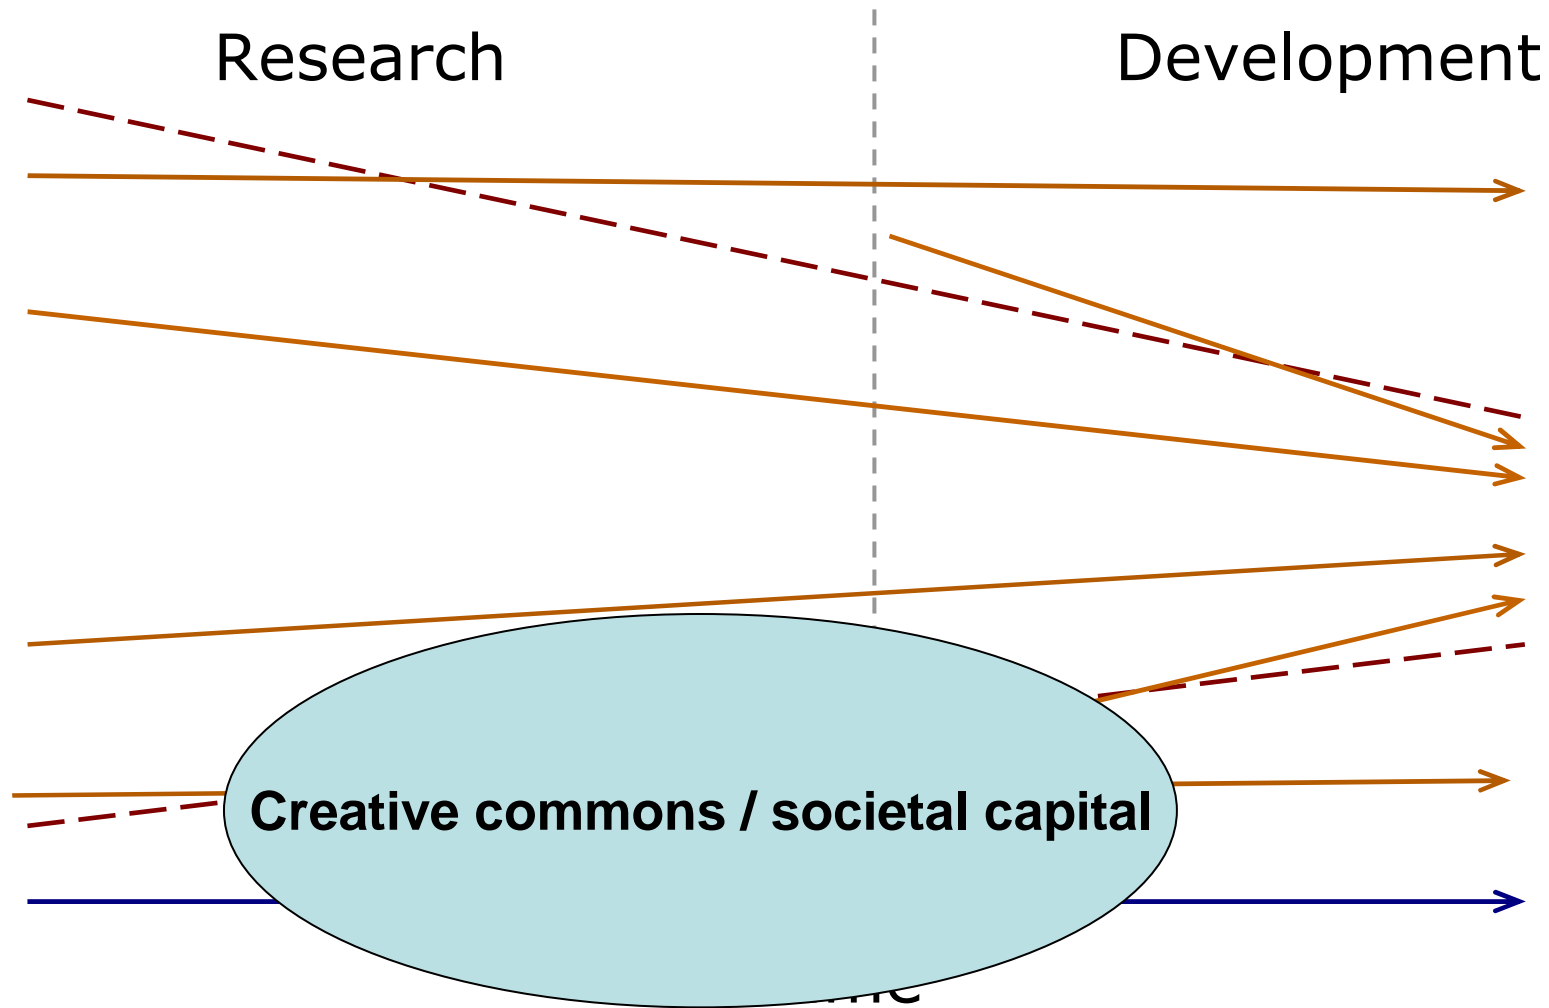 Research
Development
Creative commons / societal capital